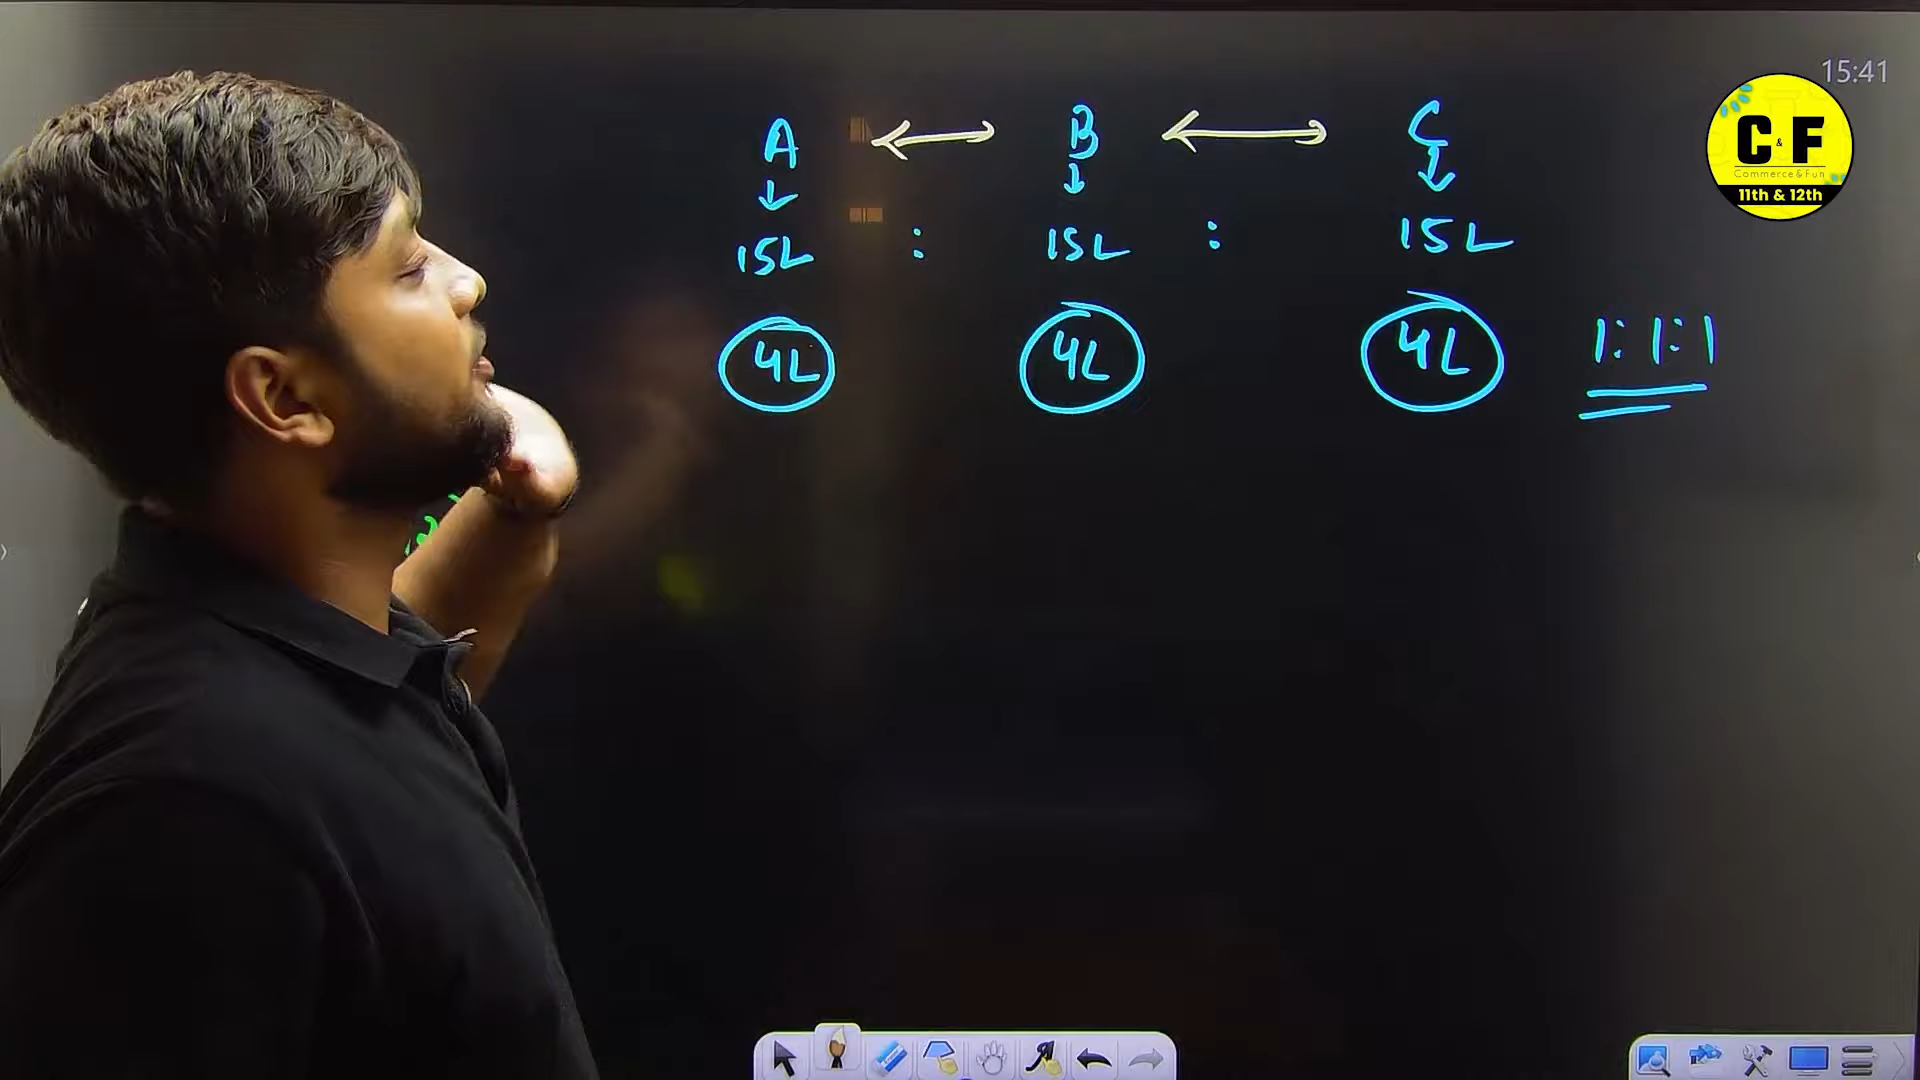 15:41
A ↔ B ↔ C
↓ ↓ ↓
15L : 15L : 15L
4L 4L 4L 1:1:1
C & F
Commerce & Fun
11th & 12th